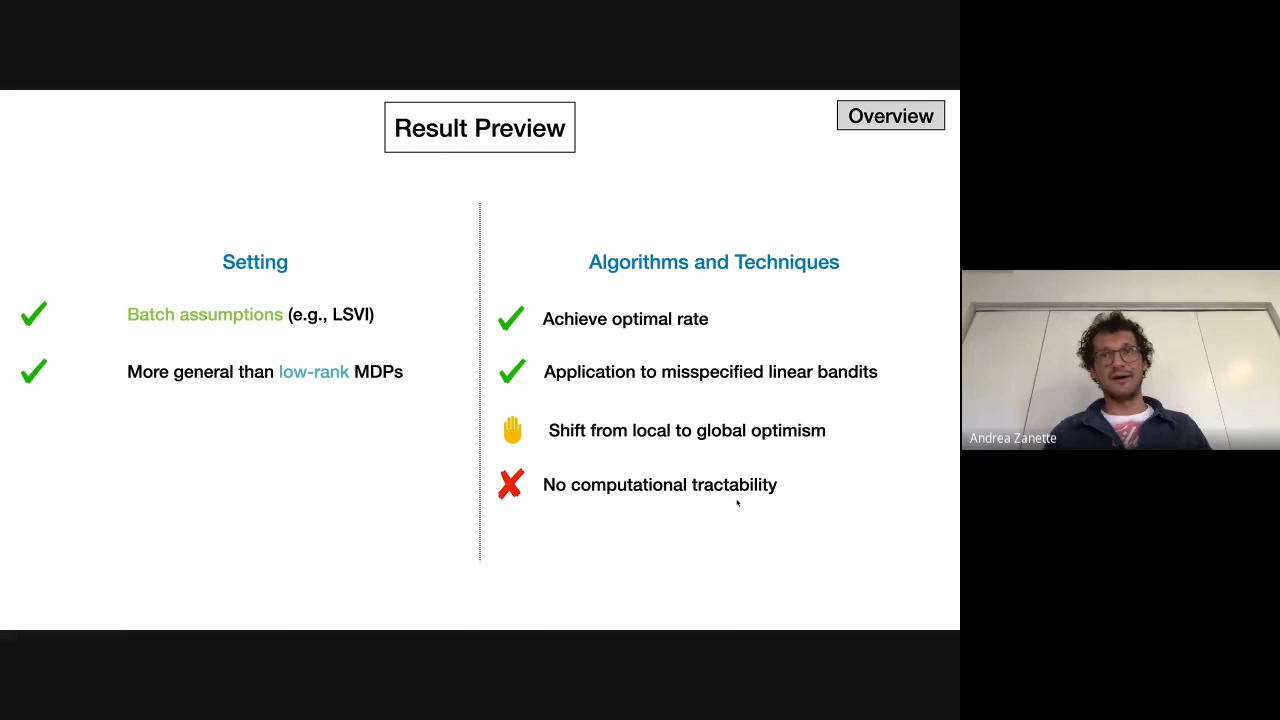 Result Preview
Overview
Setting
Batch assumptions (e.g., LSVI)
More general than low-rank MDPs
Algorithms and Techniques
Achieve optimal rate
Application to misspecified linear bandits
Shift from local to global optimism
No computational tractability
Andrea Zanette